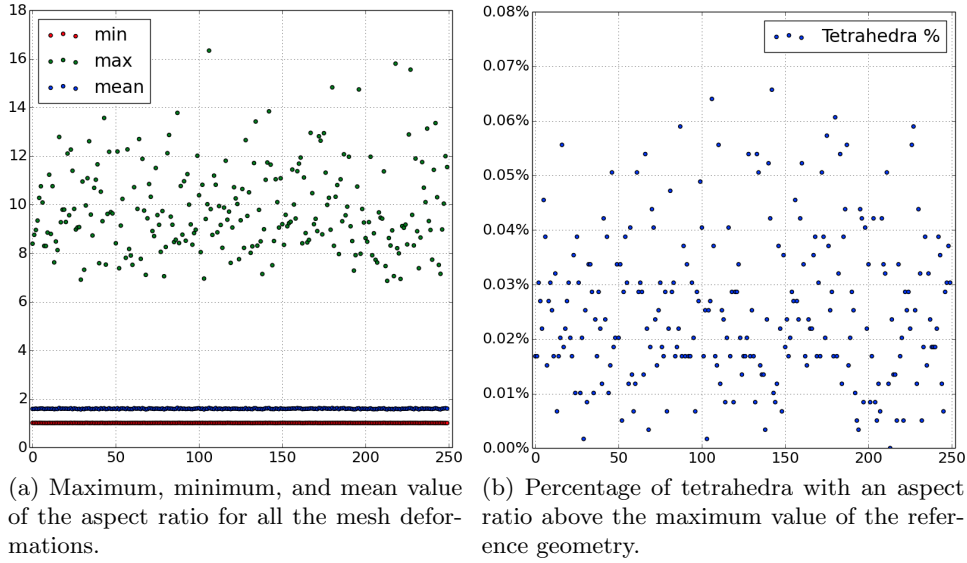 18
16
14
12
10
8
6
4
2
0
0 50 100 150 200 250
min
max
mean
0.08%
0.07%
0.06%
0.05%
0.04%
0.03%
0.02%
0.01%
0.00%
0 50 100 150 200 250
Tetrahedra %
(a) Maximum, minimum, and mean value
of the aspect ratio for all the mesh defor-
mations.
(b) Percentage of tetrahedra with an aspect
ratio above the maximum value of the refer-
ence geometry.